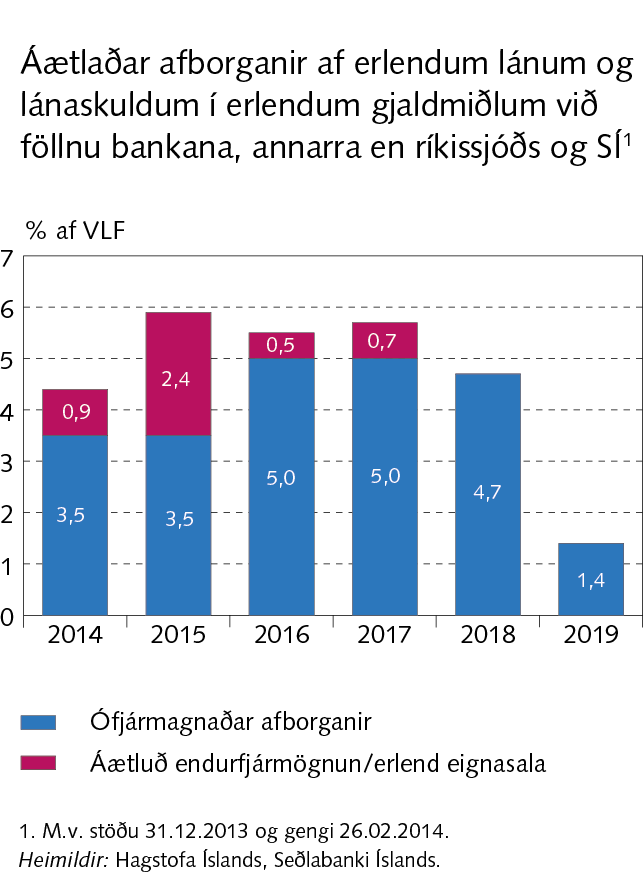 Áætlaðar afborganir af erlendum lánum og
lánaskuldum í erlendum gjaldmiðlum við
föllnu bankana, annarra en ríkissjóðs og SÍ¹
% af VLF
7
6
5
4
3
2
1
0
0,9
3,5
2,4
3,5
0,5
5,0
0,7
5,0
4,7
1,4
2014 2015 2016 2017 2018 2019
Ófjármagnaðar afborganir
Áætluð endurfjármögnun/erlend eignasala
1. M.v. stöðu 31.12.2013 og gengi 26.02.2014.
Heimildir: Hagstofa Íslands, Seðlabanki Íslands.